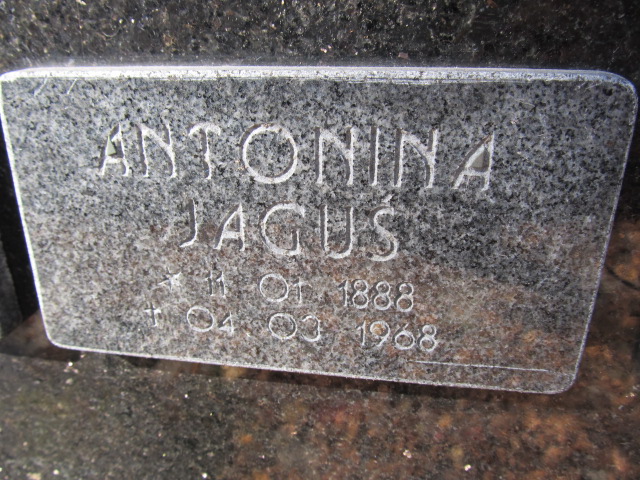 ANTONINA
JAGUŚ
* 11 01 1888
† 04 03 1968